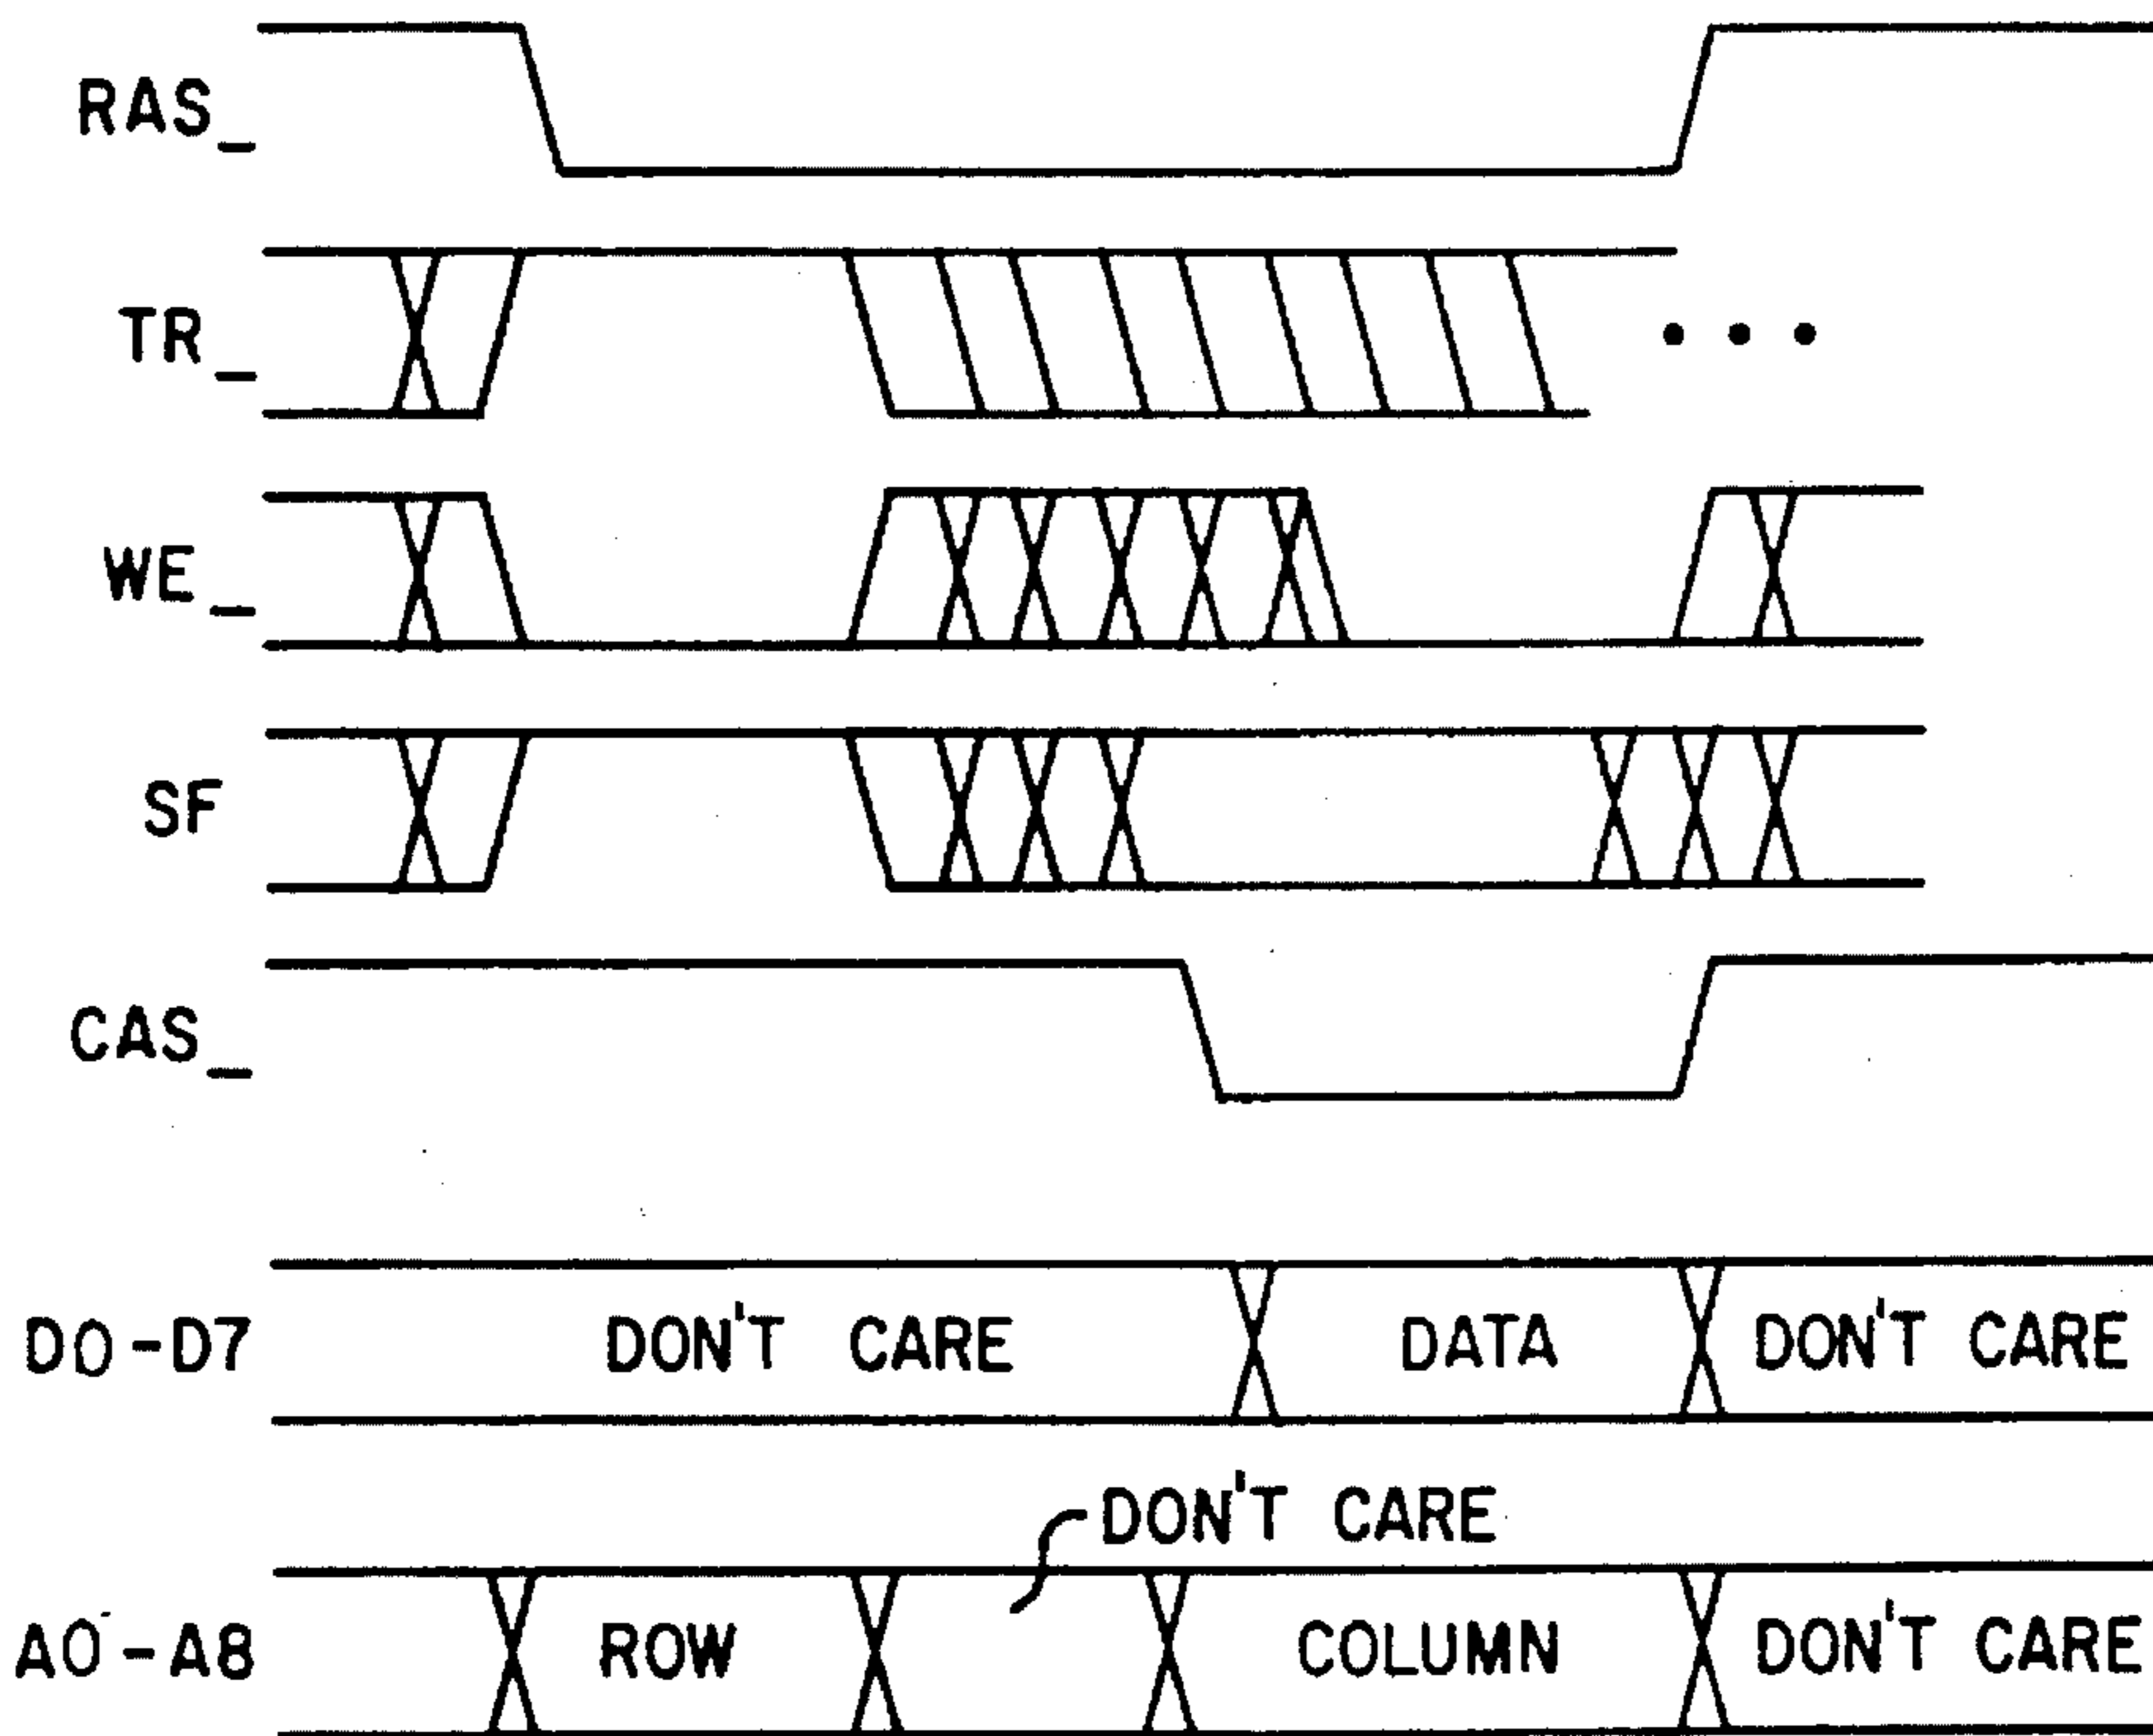 RAS_
TR_
WE_
SF
CAS_
D0-D7 DON'T CARE DATA DON'T CARE
DON'T CARE
A0-A8 ROW COLUMN DON'T CARE